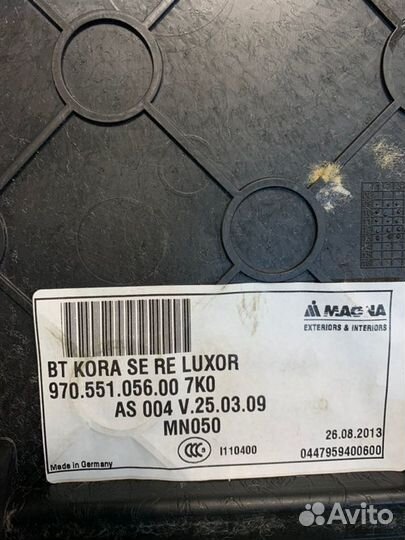 MAGNA
EXTERIORS & INTERIORS
BT KORA SE RE LUXOR
970.551.056.00 7K0
AS 004 V.25.03.09
MN050
CCC
I110400
26.08.2013
0447959400600
Made in Germany
Avito